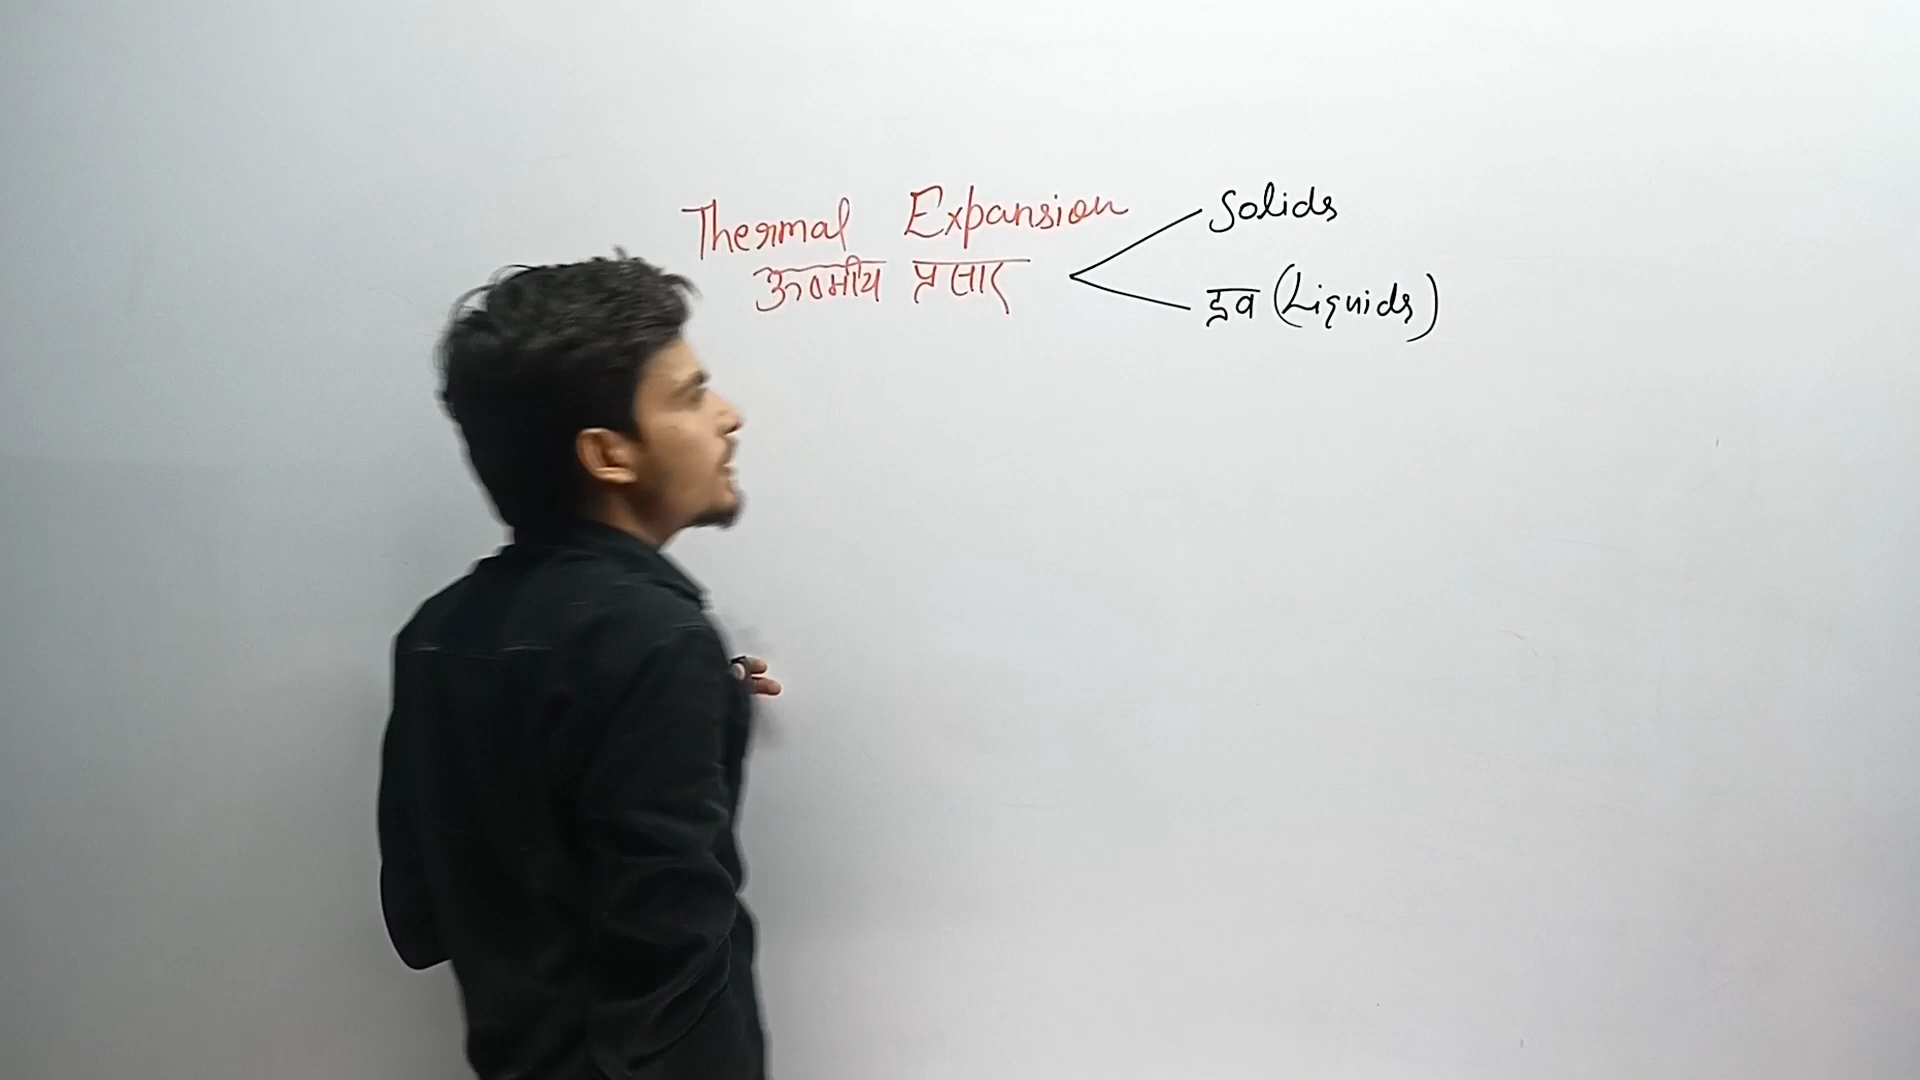 Thermal Expansion
ऊष्मीय प्रसार
Solids
द्रव (Liquids)